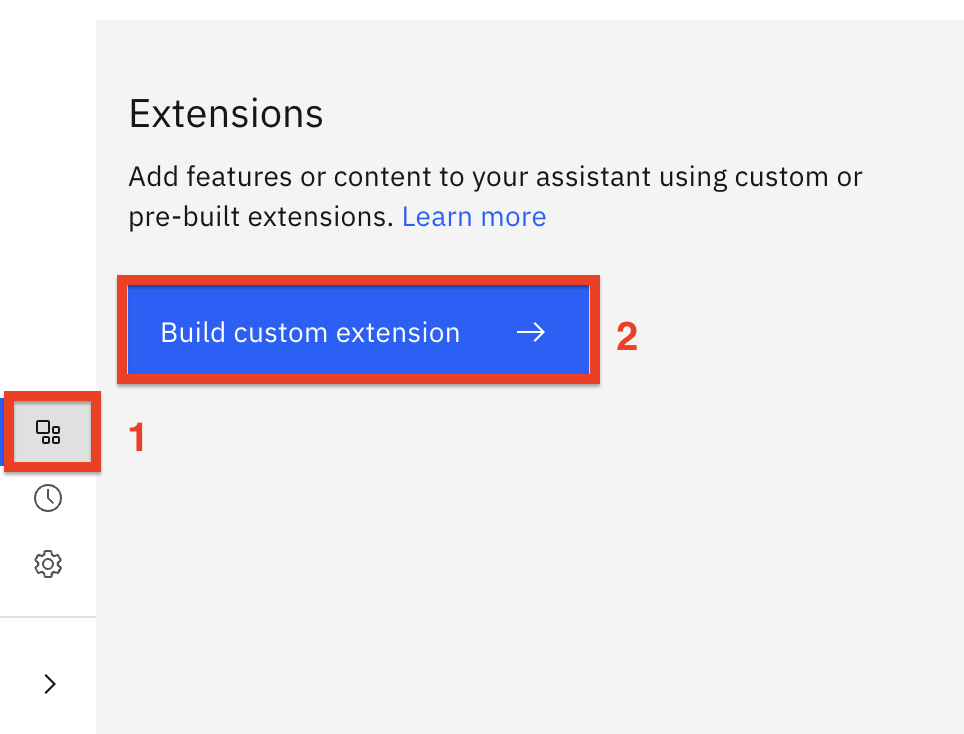 Extensions
Add features or content to your assistant using custom or
pre-built extensions. Learn more
Build custom extension
2
1